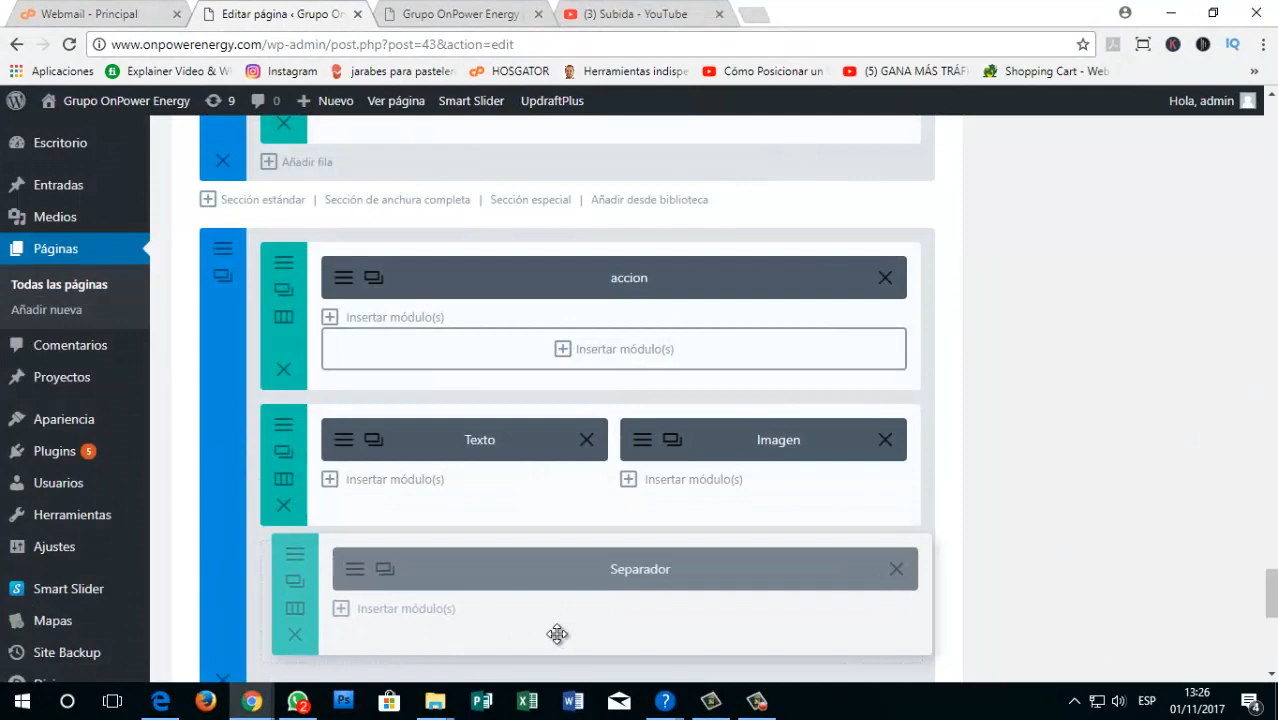 Webmail - Principal
Editar página ‹ Grupo On
Grupo OnPower Energy
(3) Subida - YouTube
www.onpowerenergy.com/wp-admin/post.php?post=43&action=edit
Aplicaciones
Explainer Video & W
Instagram
jarabes para pasteler
HOSGATOR
Herramientas indispe
Cómo Posicionar un
(5) GANA MÁS TRÁF
Shopping Cart - Web
»
IQ
Grupo OnPower Energy
9
0
Nuevo
Ver página
Smart Slider
UpdraftPlus
Hola, admin
Escritorio
Entradas
Medios
Páginas
Todas las páginas
Añadir nueva
Comentarios
Proyectos
Apariencia
Plugins 5
Usuarios
Herramientas
Ajustes
Smart Slider
Mapas
Site Backup
Añadir fila
Sección estándar | Sección de anchura completa | Sección especial | Añadir desde biblioteca
accion
Insertar módulo(s)
Insertar módulo(s)
Texto
Imagen
Insertar módulo(s)
Insertar módulo(s)
Separador
Insertar módulo(s)
ESP
13:26
01/11/2017
4